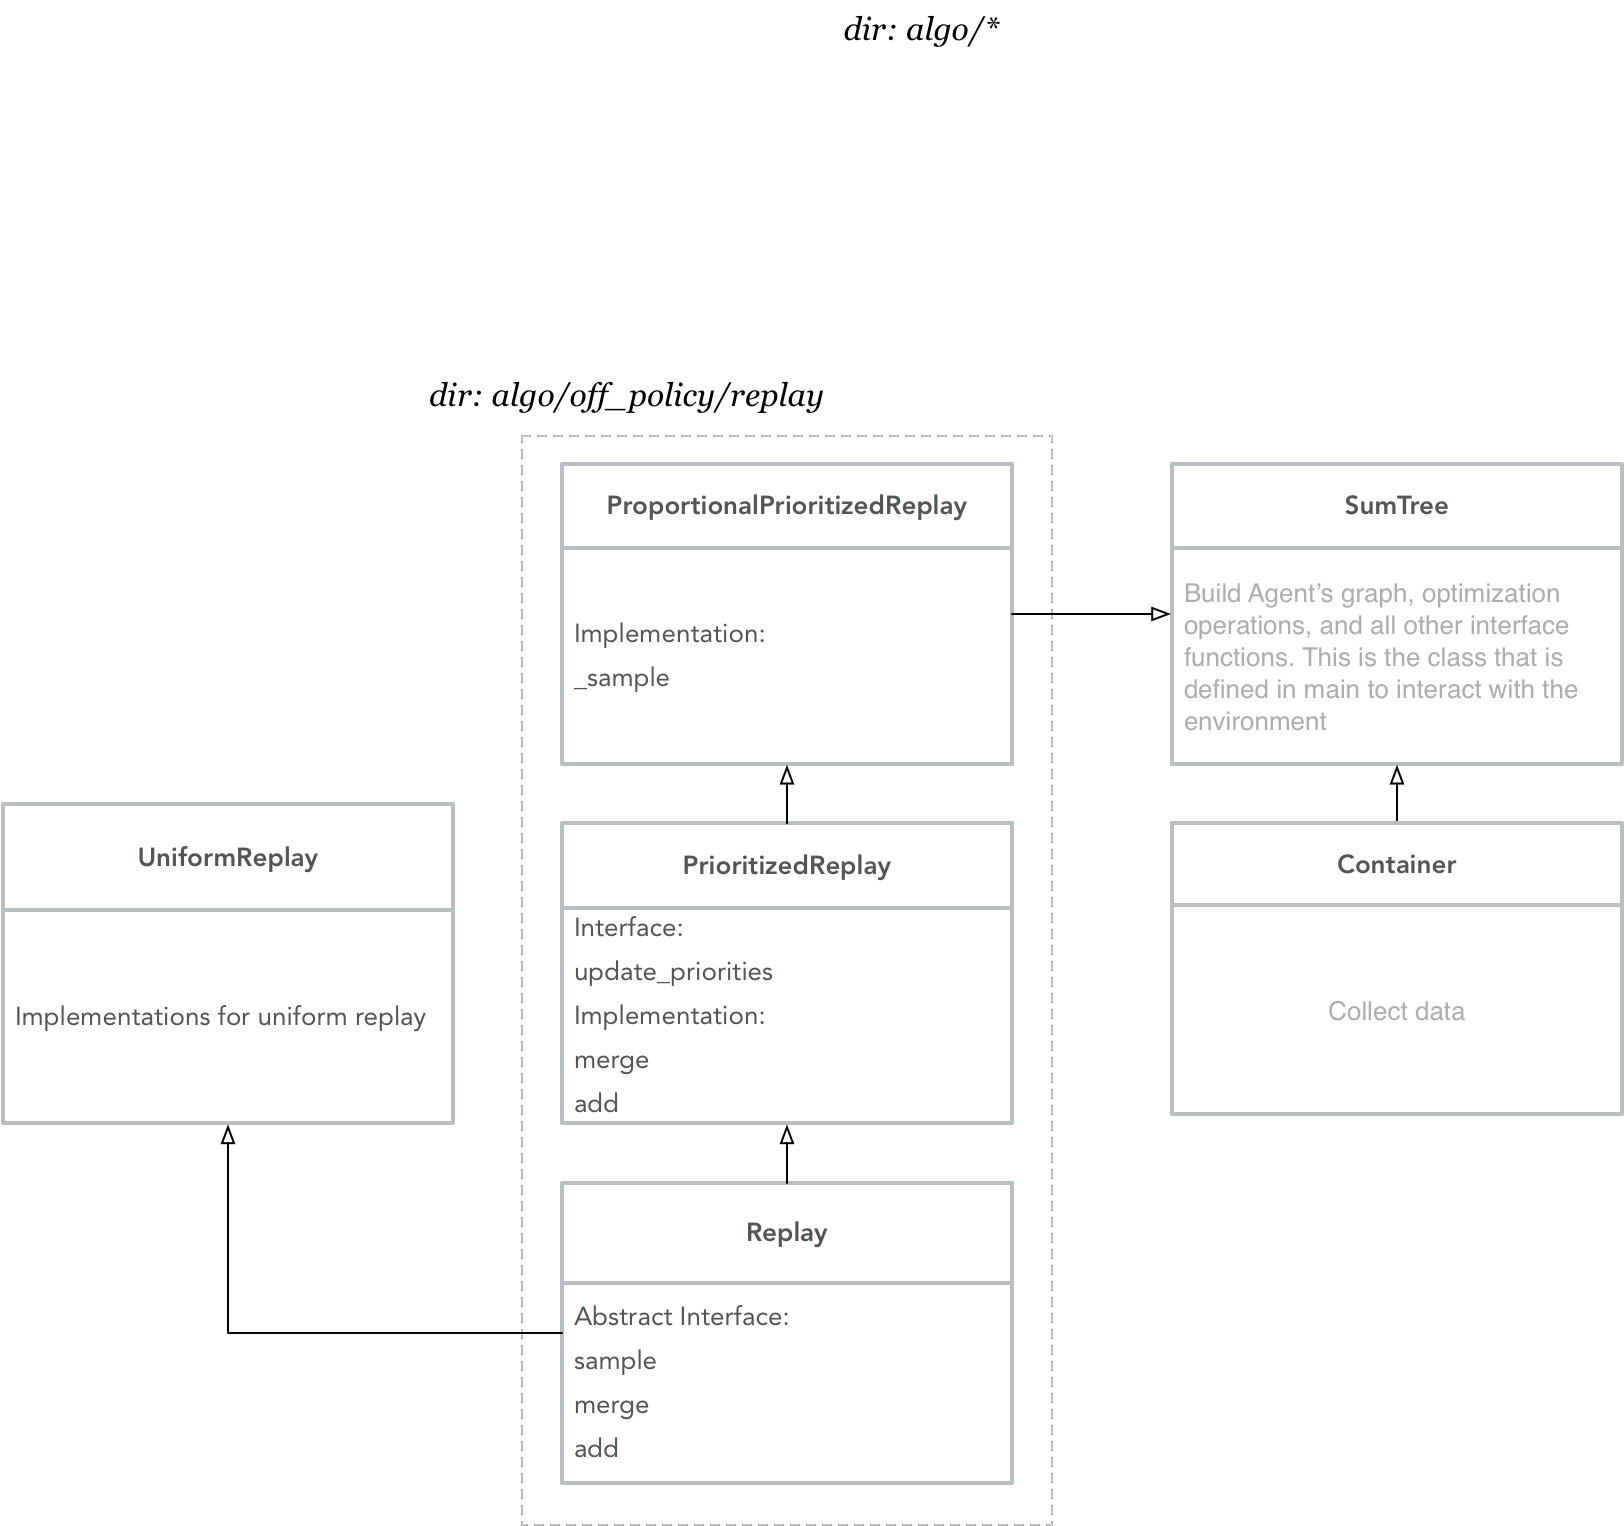 dir: algo/*
dir: algo/off_policy/replay
ProportionalPrioritizedReplay
Implementation:
_sample
SumTree
Build Agent’s graph, optimization
operations, and all other interface
functions. This is the class that is
defined in main to interact with the
environment
UniformReplay
Implementations for uniform replay
PrioritizedReplay
Interface:
update_priorities
Implementation:
merge
add
Container
Collect data
Replay
Abstract Interface:
sample
merge
add